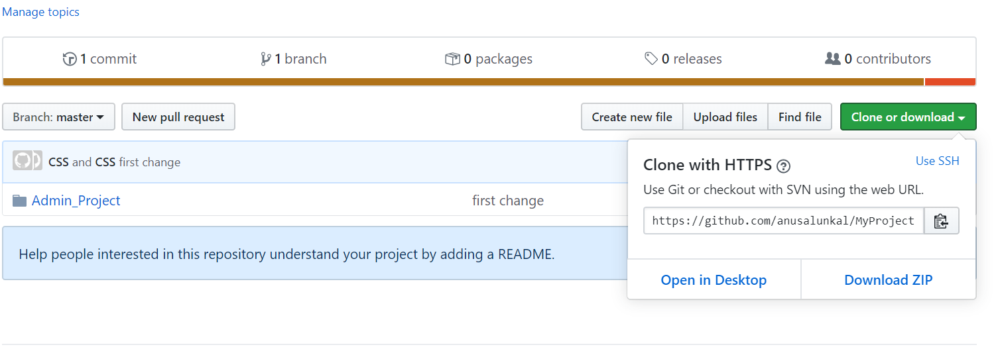 Manage topics
1 commit
1 branch
0 packages
0 releases
0 contributors
Branch: master
New pull request
Create new file
Upload files
Find file
Clone or download
CSS and CSS first change
Admin_Project
first change
Help people interested in this repository understand your project by adding a README.
Clone with HTTPS
Use SSH
Use Git or checkout with SVN using the web URL.
https://github.com/anusalunkal/MyProject
Open in Desktop
Download ZIP